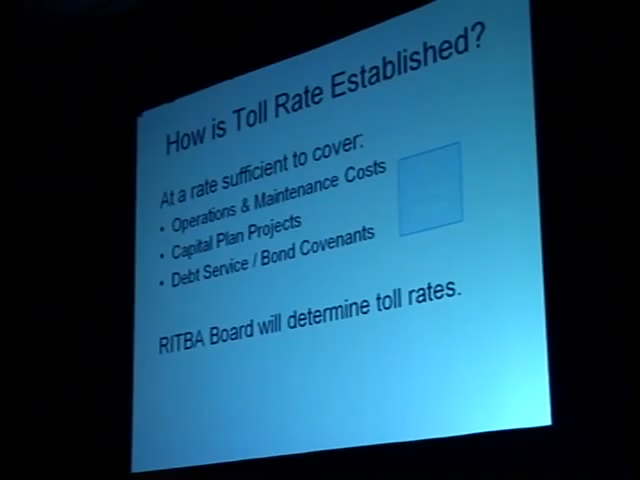 How is Toll Rate Established?
At a rate sufficient to cover:
• Operations & Maintenance Costs
• Capital Plan Projects
• Debt Service / Bond Covenants
RITBA Board will determine toll rates.